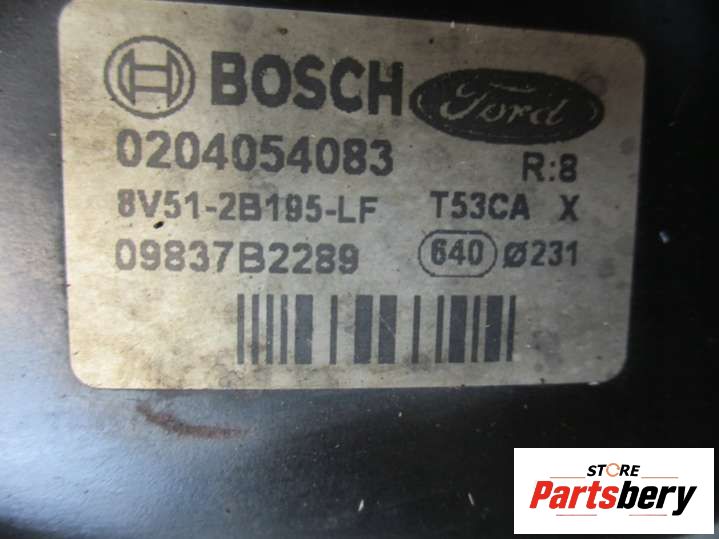 BOSCH Ford
0204054083 R:8
8V51-2B195-LF T53CA X
09837B2289 640 Ø231
STORE
Partsbery